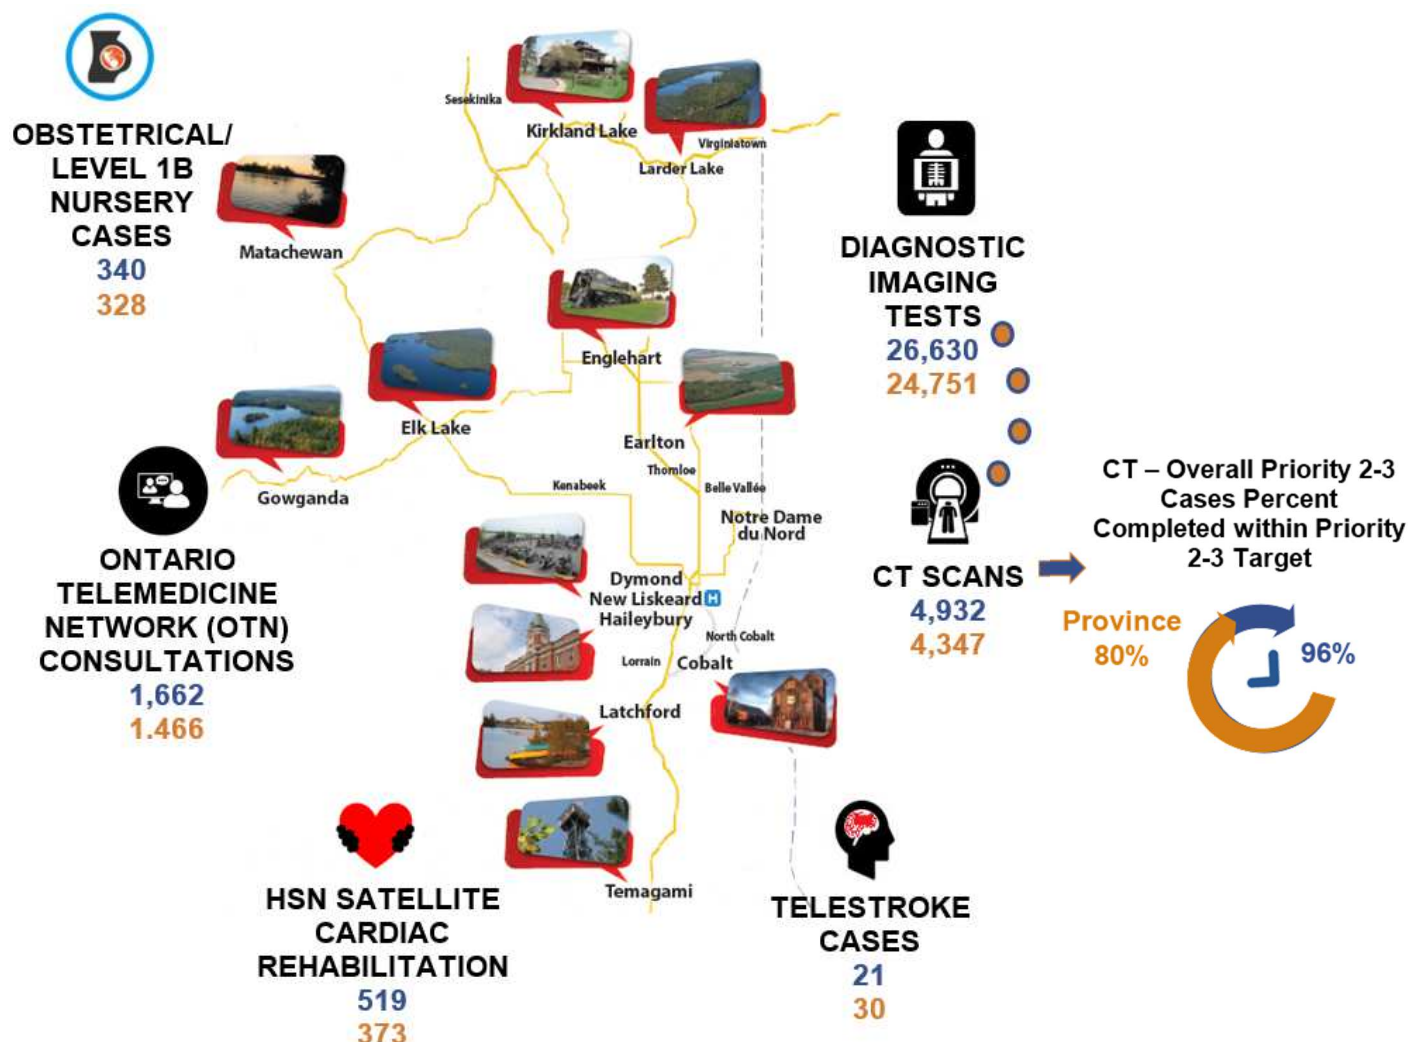 OBSTETRICAL/
LEVEL 1B
NURSERY
CASES
340
328
Sesekinika
Kirkland Lake
Virginiatown
Larder Lake
Matachewan
DIAGNOSTIC
IMAGING
TESTS
26,630
24,751
Englehart
Elk Lake
Earlton
Thornloe
Gowganda
Kenabeek
Belle Vallée
Notre Dame
du Nord
ONTARIO
TELEMEDICINE
NETWORK (OTN)
CONSULTATIONS
1,662
1.466
CT SCANS
4,932
4,347
CT – Overall Priority 2-3
Cases Percent
Completed within Priority
2-3 Target
Province
80%
96%
Dymond
New Liskeard H
Haileybury
North Cobalt
Lorrain
Cobalt
Latchford
Temagami
HSN SATELLITE
CARDIAC
REHABILITATION
519
373
TELESTROKE
CASES
21
30